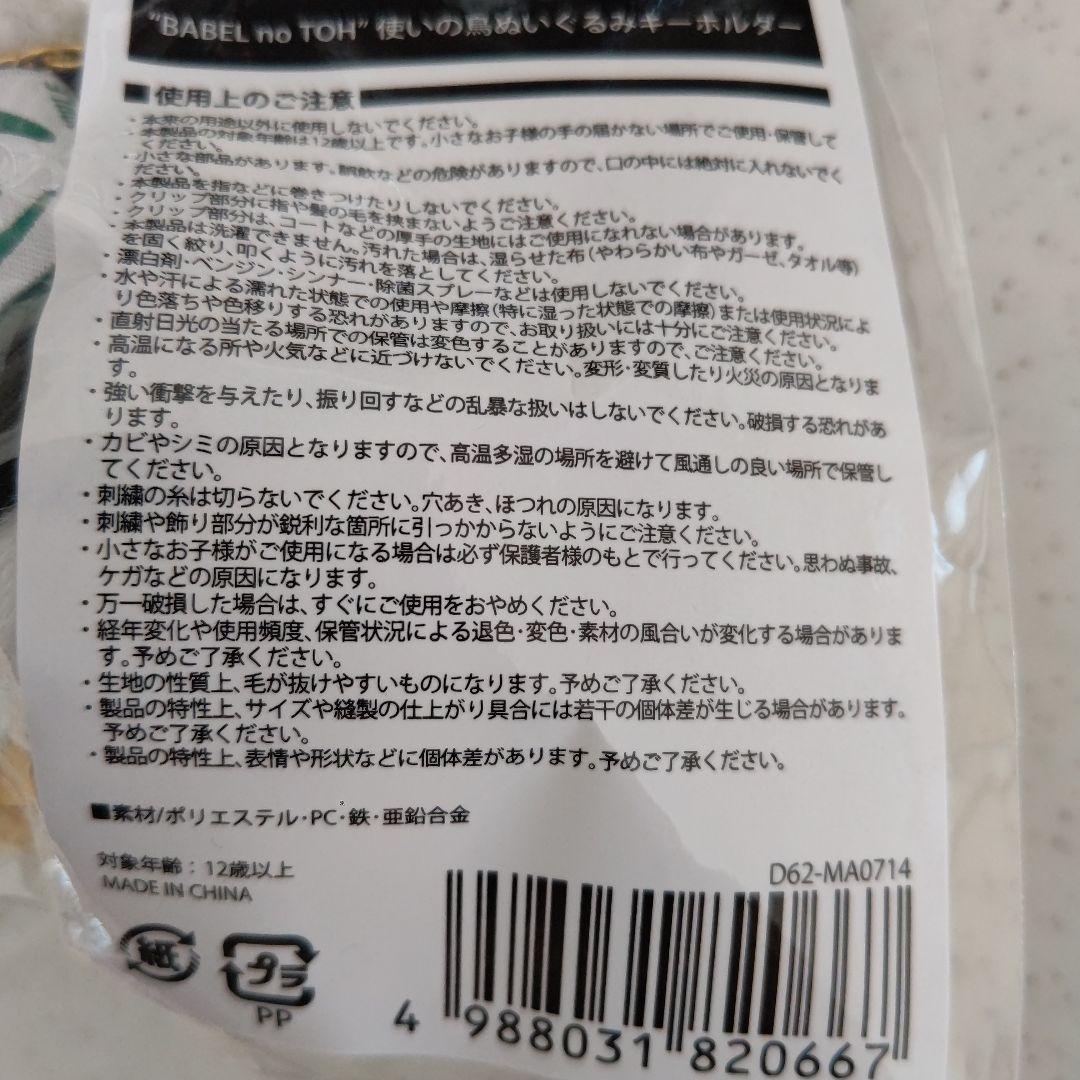 "BABEL no TOH" 使いの鳥ぬいぐるみキーホルダー
■使用上のご注意
・本来の用途以外に使用しないでください。
・本製品の対象年齢は12歳以上です。小さなお子様の手の届かない場所でご使用・保管して
ください。
・小さな部品があります。誤飲などの危険がありますので、口の中には絶対に入れないでく
ださい。
・本製品を指などに巻きつけたりしないでください。
・クリップ部分に指や髪の毛を挟まないようご注意ください。
・クリップ部分は、コートなどの厚手の生地にはご使用になれない場合があります。
・本製品は洗濯できません。汚れた場合は、湿らせた布(やわらかい布やガーゼ、タオル等)
を固く絞り、叩くように汚れを落としてください。
・漂白剤・ベンジン・シンナー・除菌スプレーなどは使用しないでください。
・水や汗による濡れた状態での使用や摩擦(特に湿った状態での摩擦)または使用状況によ
り色落ちや色移りする恐れがありますので、お取り扱いには十分にご注意ください。
・直射日光の当たる場所での保管は変色することがありますので、ご注意ください。
・高温になる所や火気などに近づけないでください。変形・変質したり火災の原因となりま
す。
・強い衝撃を与えたり、振り回すなどの乱暴な扱いはしないでください。破損する恐れがあ
ります。
・カビやシミの原因となりますので、高温多湿の場所を避けて風通しの良い場所で保管し
てください。
・刺繍の糸は切らないでください。穴あき、ほつれの原因になります。
・刺繍や飾り部分が鋭利な箇所に引っかからないようにご注意ください。
・小さなお子様がご使用になる場合は必ず保護者様のもとで行ってください。思わぬ事故、
ケガなどの原因になります。
・万一破損した場合は、すぐにご使用をおやめください。
・経年変化や使用頻度、保管状況による退色・変色・素材の風合いが変化する場合がありま
す。予めご了承ください。
・生地の性質上、毛が抜けやすいものになります。予めご了承ください。
・製品の特性上、サイズや縫製の仕上がり具合には若干の個体差が生じる場合があります。
予めご了承ください。
・製品の特性上、表情や形状などに個体差があります。予めご了承ください。
■素材/ポリエステル・PC・鉄・亜鉛合金
対象年齢：12歳以上
MADE IN CHINA
D62-MA0714
紙
プラ
PP
4 988031 820667